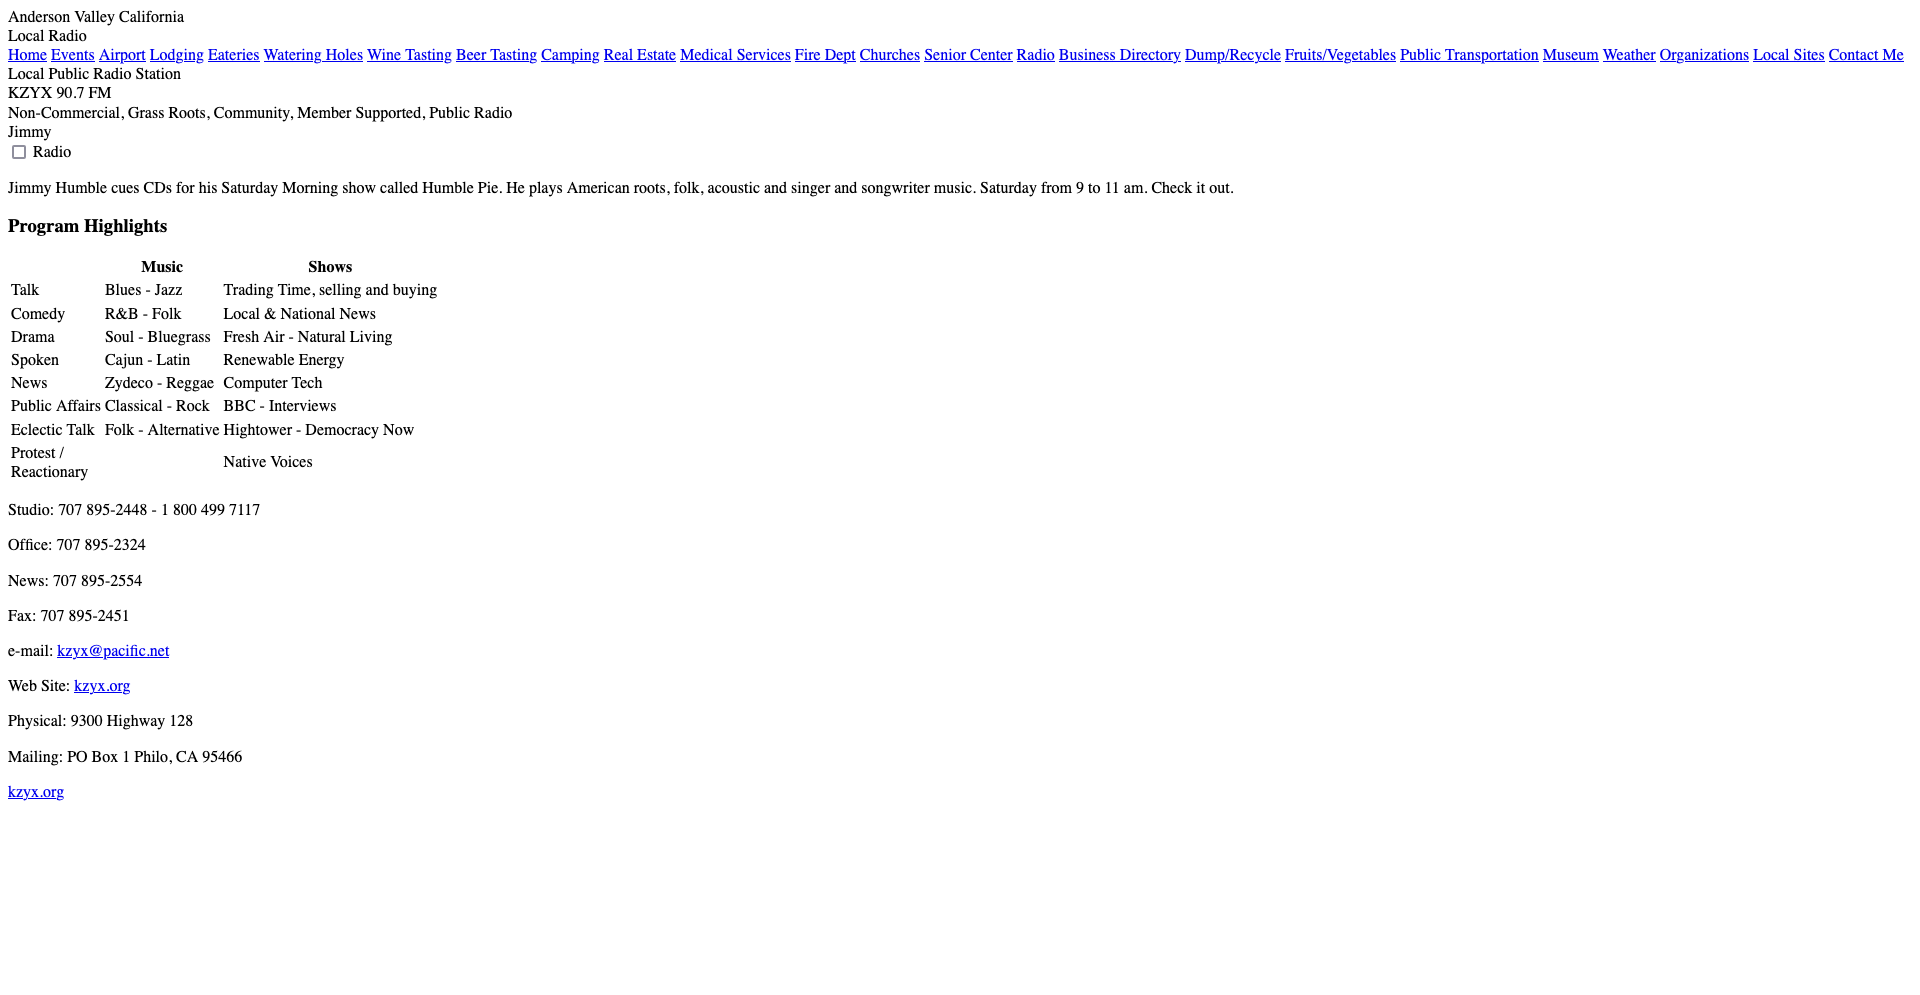 Anderson Valley California
Local Radio
Home Events Airport Lodging Eateries Watering Holes Wine Tasting Beer Tasting Camping Real Estate Medical Services Fire Dept Churches Senior Center Radio Business Directory Dump/Recycle Fruits/Vegetables Public Transportation Museum Weather Organizations Local Sites Contact Me
Local Public Radio Station
KZYX 90.7 FM
Non-Commercial, Grass Roots, Community, Member Supported, Public Radio
Jimmy
Radio
Jimmy Humble cues CDs for his Saturday Morning show called Humble Pie. He plays American roots, folk, acoustic and singer and songwriter music. Saturday from 9 to 11 am. Check it out.
Program Highlights
Music Shows
Talk Blues - Jazz Trading Time, selling and buying
Comedy R&B - Folk Local & National News
Drama Soul - Bluegrass Fresh Air - Natural Living
Spoken Cajun - Latin Renewable Energy
News Zydeco - Reggae Computer Tech
Public Affairs Classical - Rock BBC - Interviews
Eclectic Talk Folk - Alternative Hightower - Democracy Now
Protest /
Reactionary Native Voices
Studio: 707 895-2448 - 1 800 499 7117
Office: 707 895-2324
News: 707 895-2554
Fax: 707 895-2451
e-mail: kzyx@pacific.net
Web Site: kzyx.org
Physical: 9300 Highway 128
Mailing: PO Box 1 Philo, CA 95466
kzyx.org